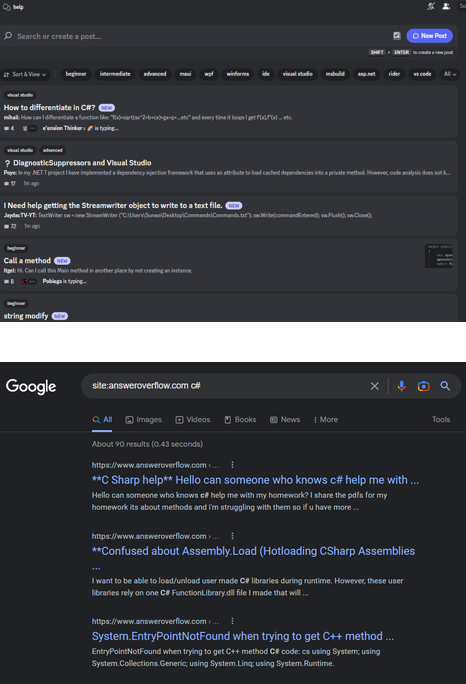 help
Search or create a post...
New Post
SHIFT + ENTER to create a new post
Sort & View
beginner intermediate advanced maui wpf winforms ide visual studio msbuild asp.net rider vs code All
visual studio
How to differentiate in C#? NEW
mihail: How can I differentiate a function like: "f(x)=sqrt(ax^2+b+cx)+gx+p+...etc" and every time it loops I get f'(x),f''(x) ... etc.
4 is typing...
visual studio advanced
? DiagnosticSuppressors and Visual Studio
Poyo: In my .NET 7 project I have implemented a dependency injection framework that uses an attribute to load cached dependencies into a private method. However, code analysis does not k...
17 1m ago
I Need help getting the Streamwriter object to write to a text file. NEW
JaydacTV-YT: TextWriter sw = new StreamWriter ("C:\Users\Sunwa\Desktop\Commands\Commands.txt"); sw.Write(commandEntered); sw.Flush(); sw.Close();
72 1m ago
beginner
Call a method NEW
Itgel: Hi. Can I call this Main method in another place by not creating an instance.
8 Pobiega is typing...
beginner
string modify NEW
Google
site:answeroverflow.com c#
All Images Videos Books News More Tools
About 90 results (0.43 seconds)
https://www.answeroverflow.com › ...
**C Sharp help** Hello can someone who knows c# help me with ...
Hello can someone who knows c# help me with my homework? I share the pdfs for my
homework its about methods and i'm struggling with them so if u have more ...
https://www.answeroverflow.com › ...
**Confused about Assembly.Load (Hotloading CSharp Assemblies
...
I want to be able to load/unload user made C# libraries during runtime. However, these user
libraries rely on one C# FunctionLibrary.dll file I made that will ...
https://www.answeroverflow.com › ...
System.EntryPointNotFound when trying to get C++ method ...
EntryPointNotFound when trying to get C++ method C# code: cs using System; using
System.Collections.Generic; using System.Linq; using System.Runtime.